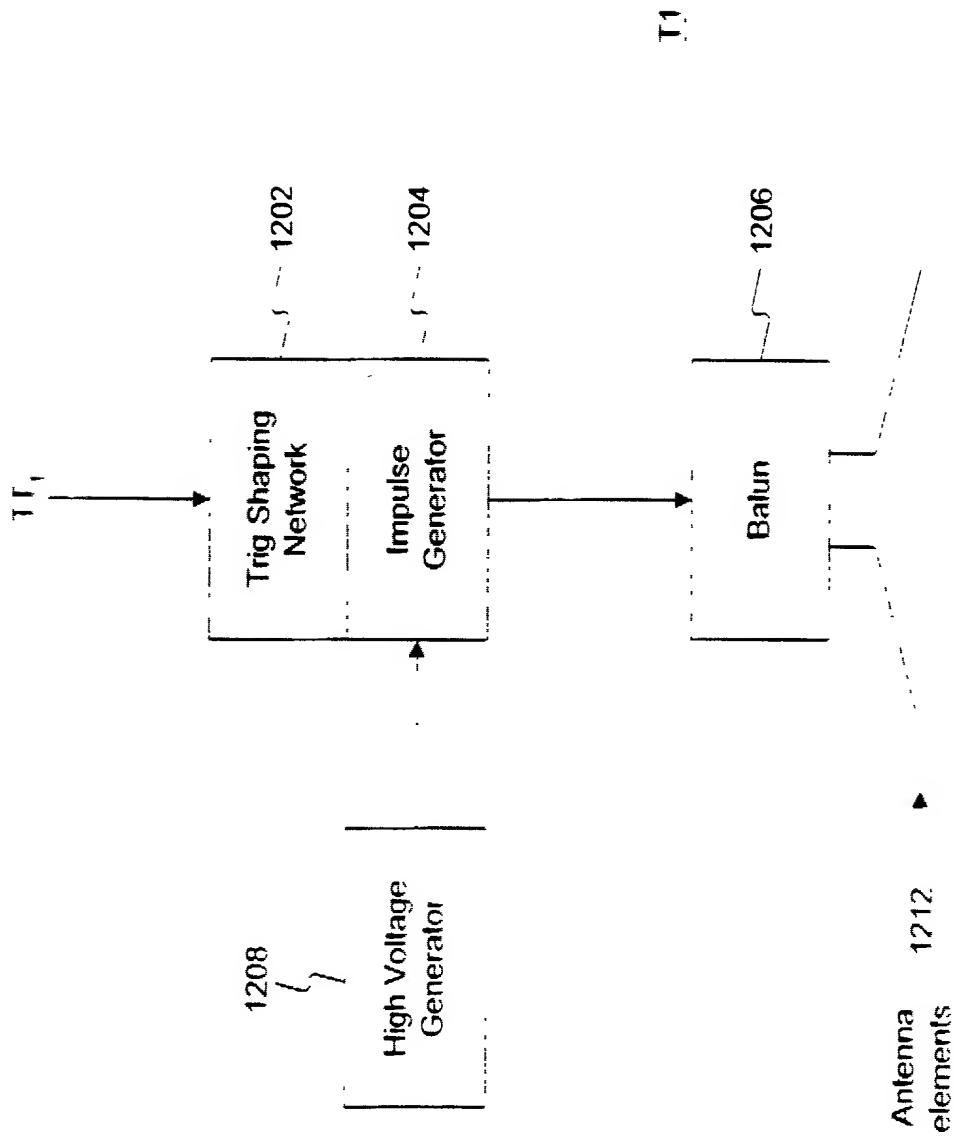 TT1
T1
Trig Shaping
Network
1202
Impulse
Generator
1204
1208
High Voltage
Generator
Balun
1206
Antenna
elements
1212